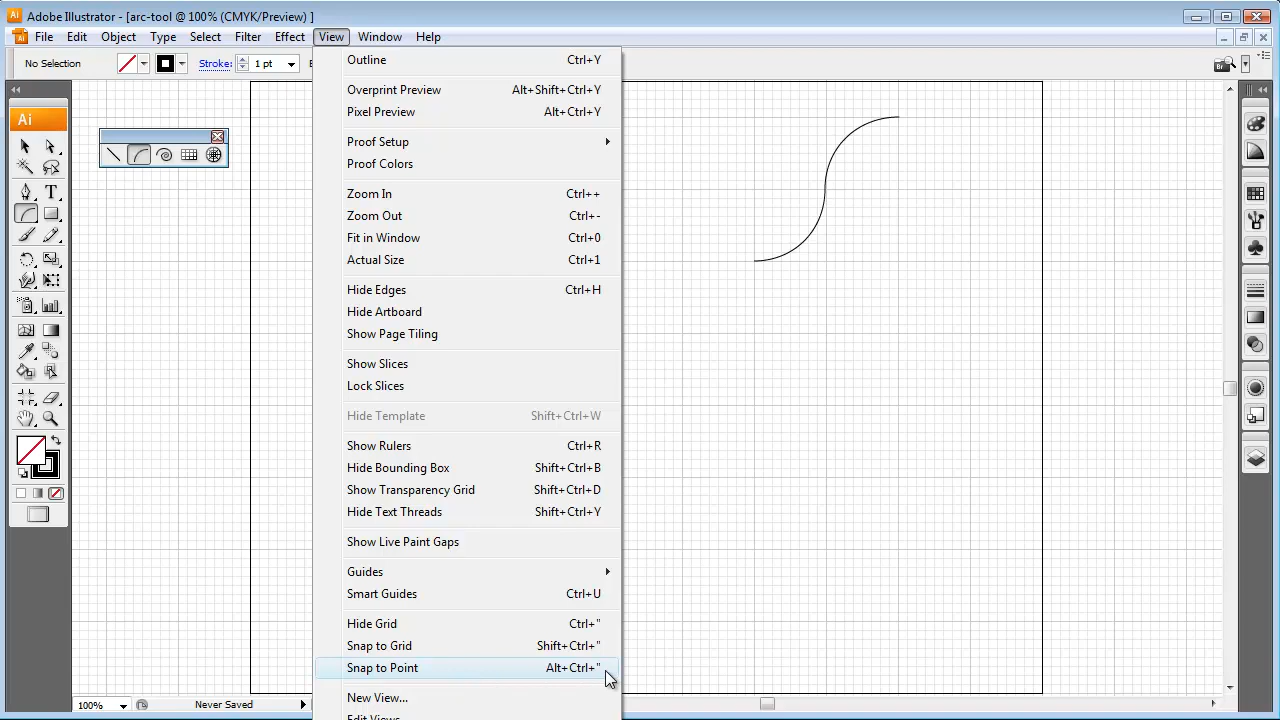 Adobe Illustrator - [arc-tool @ 100% (CMYK/Preview) ]
File Edit Object Type Select Filter Effect View Window Help
No Selection Stroke: 1 pt
Outline Ctrl+Y
Overprint Preview Alt+Shift+Ctrl+Y
Pixel Preview Alt+Ctrl+Y
Proof Setup
Proof Colors
Zoom In Ctrl++
Zoom Out Ctrl+-
Fit in Window Ctrl+0
Actual Size Ctrl+1
Hide Edges Ctrl+H
Hide Artboard
Show Page Tiling
Show Slices
Lock Slices
Hide Template Shift+Ctrl+W
Show Rulers Ctrl+R
Hide Bounding Box Shift+Ctrl+B
Show Transparency Grid Shift+Ctrl+D
Hide Text Threads Shift+Ctrl+Y
Show Live Paint Gaps
Guides
Smart Guides Ctrl+U
Hide Grid Ctrl+"
Snap to Grid Shift+Ctrl+"
Snap to Point Alt+Ctrl+"
New View...
Edit Views...
Ai
100% Never Saved